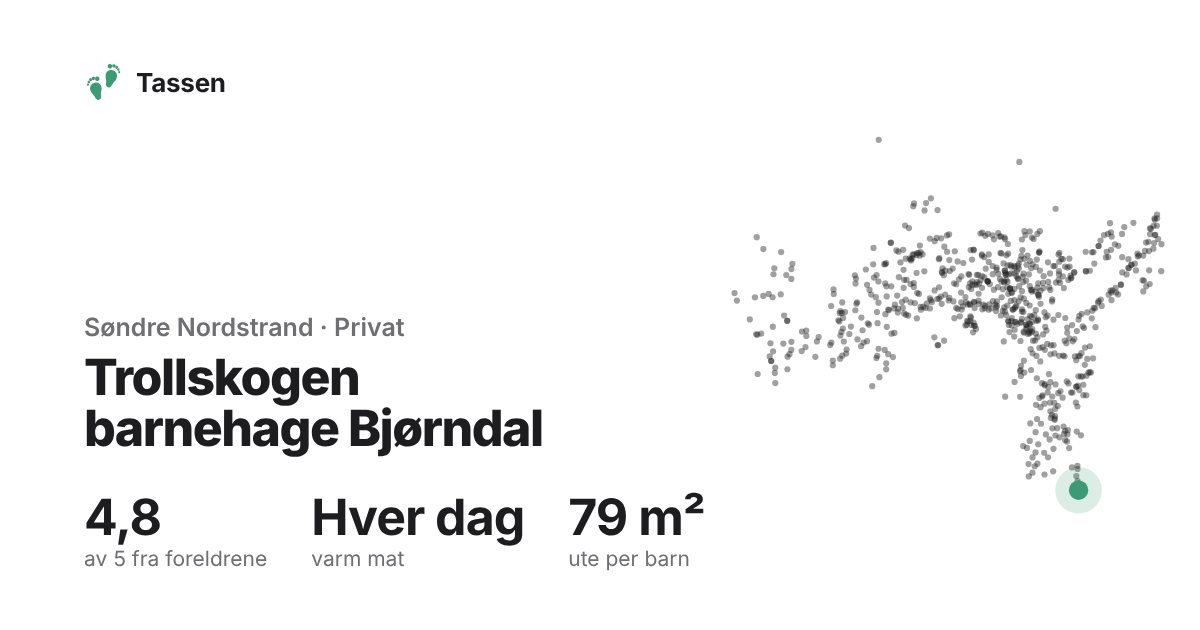 Tassen
Søndre Nordstrand · Privat
Trollskogen
barnehage Bjørndal
4,8
av 5 fra foreldrene
Hver dag
varm mat
79 m²
ute per barn